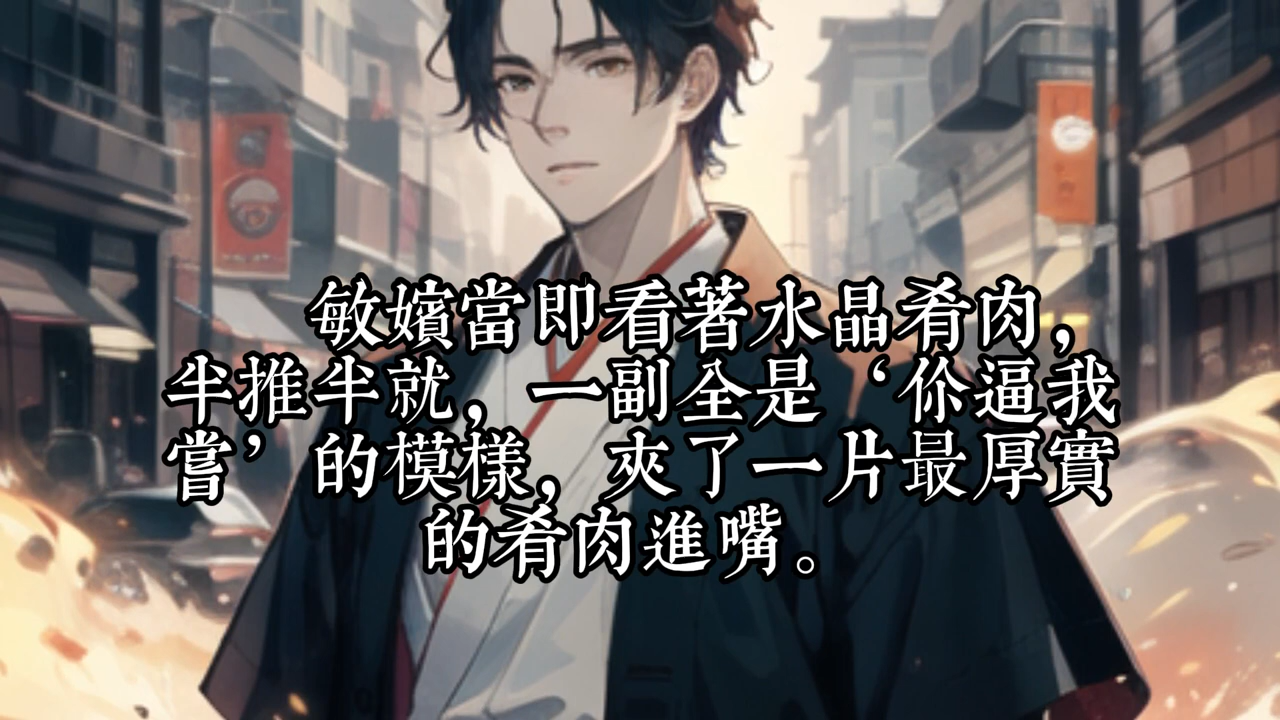 敏嬪當即看著水晶肴肉，
半推半就，一副全是‘你逼我
嘗’的模樣，夾了一片最厚實
的肴肉進嘴。